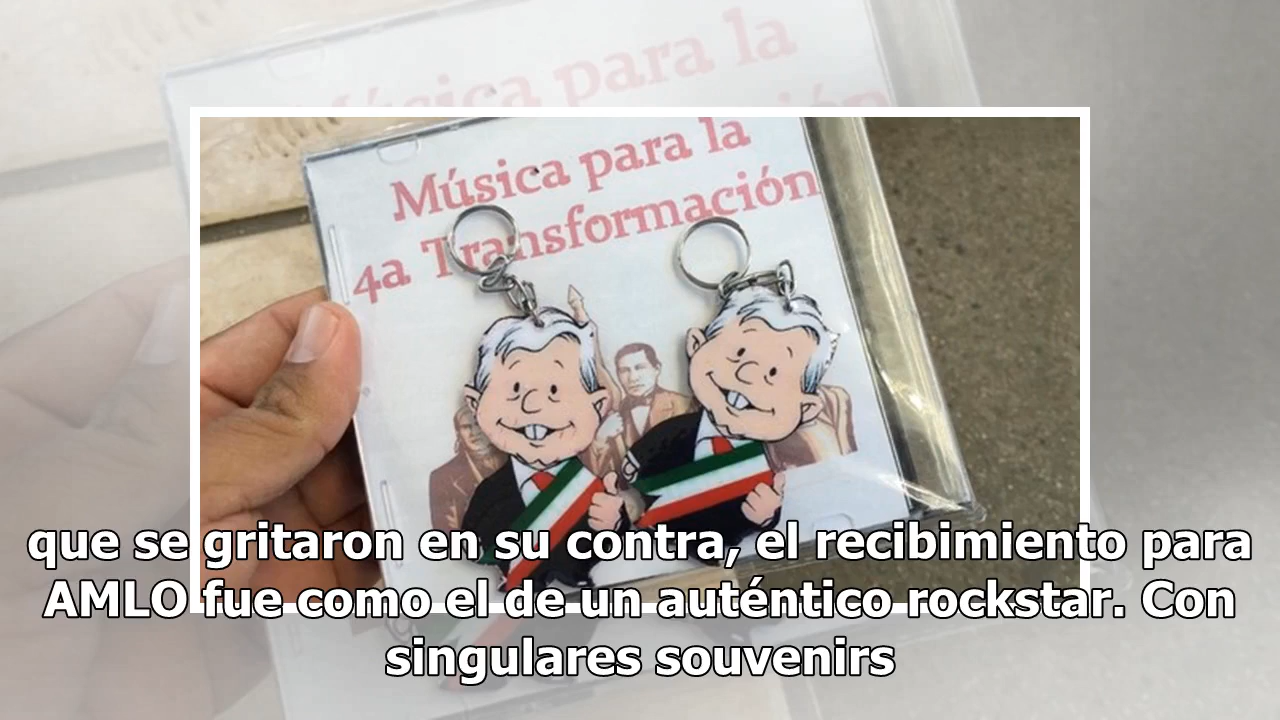 Música para la
4a Transformación
que se gritaron en su contra, el recibimiento para
AMLO fue como el de un auténtico rockstar. Con
singulares souvenirs